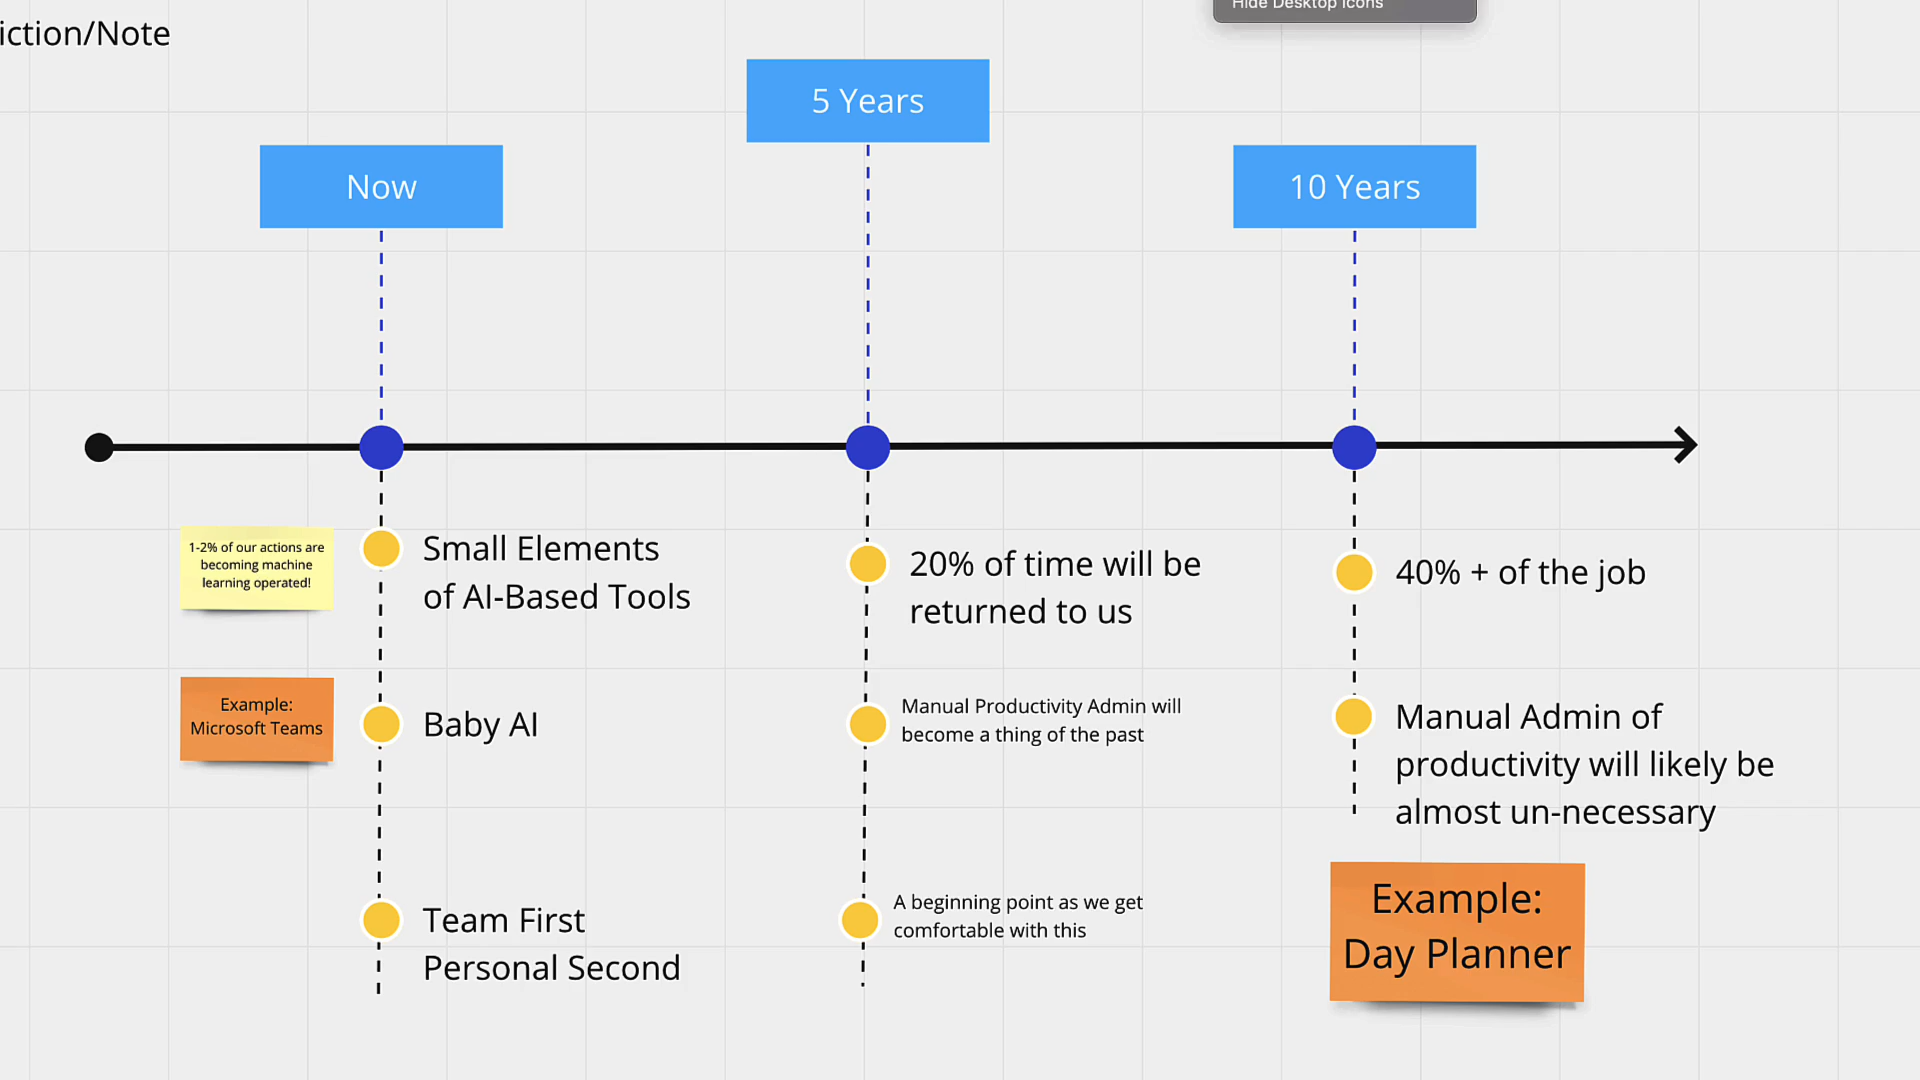 iction/Note
Hide Desktop Icons
5 Years
Now
10 Years
1-2% of our actions are
becoming machine
learning operated!
Small Elements
of AI-Based Tools
20% of time will be
returned to us
40% + of the job
Example:
Microsoft Teams
Baby AI
Manual Productivity Admin will
become a thing of the past
Manual Admin of
productivity will likely be
almost un-necessary
Team First
Personal Second
A beginning point as we get
comfortable with this
Example:
Day Planner